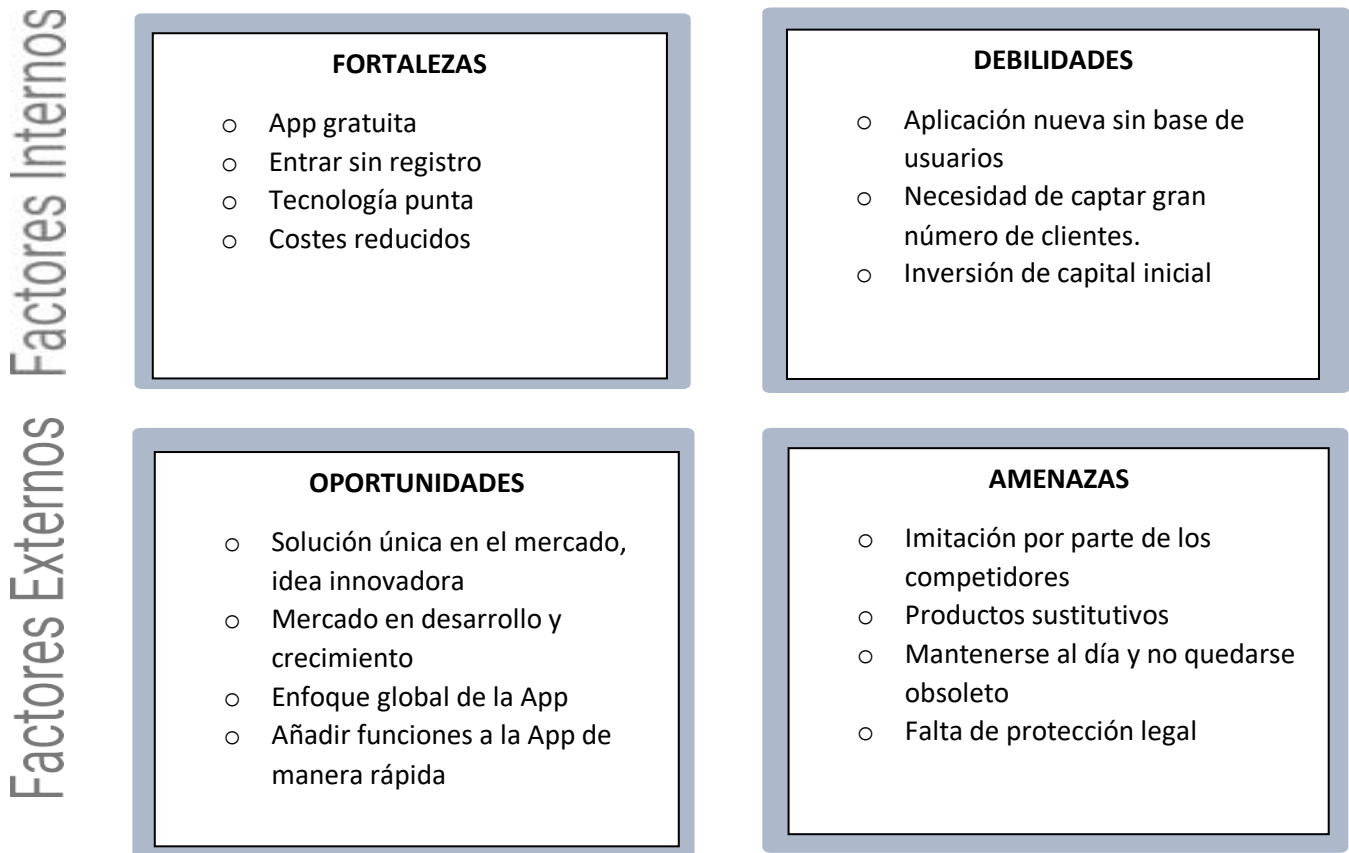 Factores Internos
FORTALEZAS
o App gratuita
o Entrar sin registro
o Tecnología punta
o Costes reducidos
DEBILIDADES
o Aplicación nueva sin base de
usuarios
o Necesidad de captar gran
número de clientes.
o Inversión de capital inicial
Factores Externos
OPORTUNIDADES
o Solución única en el mercado,
idea innovadora
o Mercado en desarrollo y
crecimiento
o Enfoque global de la App
o Añadir funciones a la App de
manera rápida
AMENAZAS
o Imitación por parte de los
competidores
o Productos sustitutivos
o Mantenerse al día y no quedarse
obsoleto
o Falta de protección legal